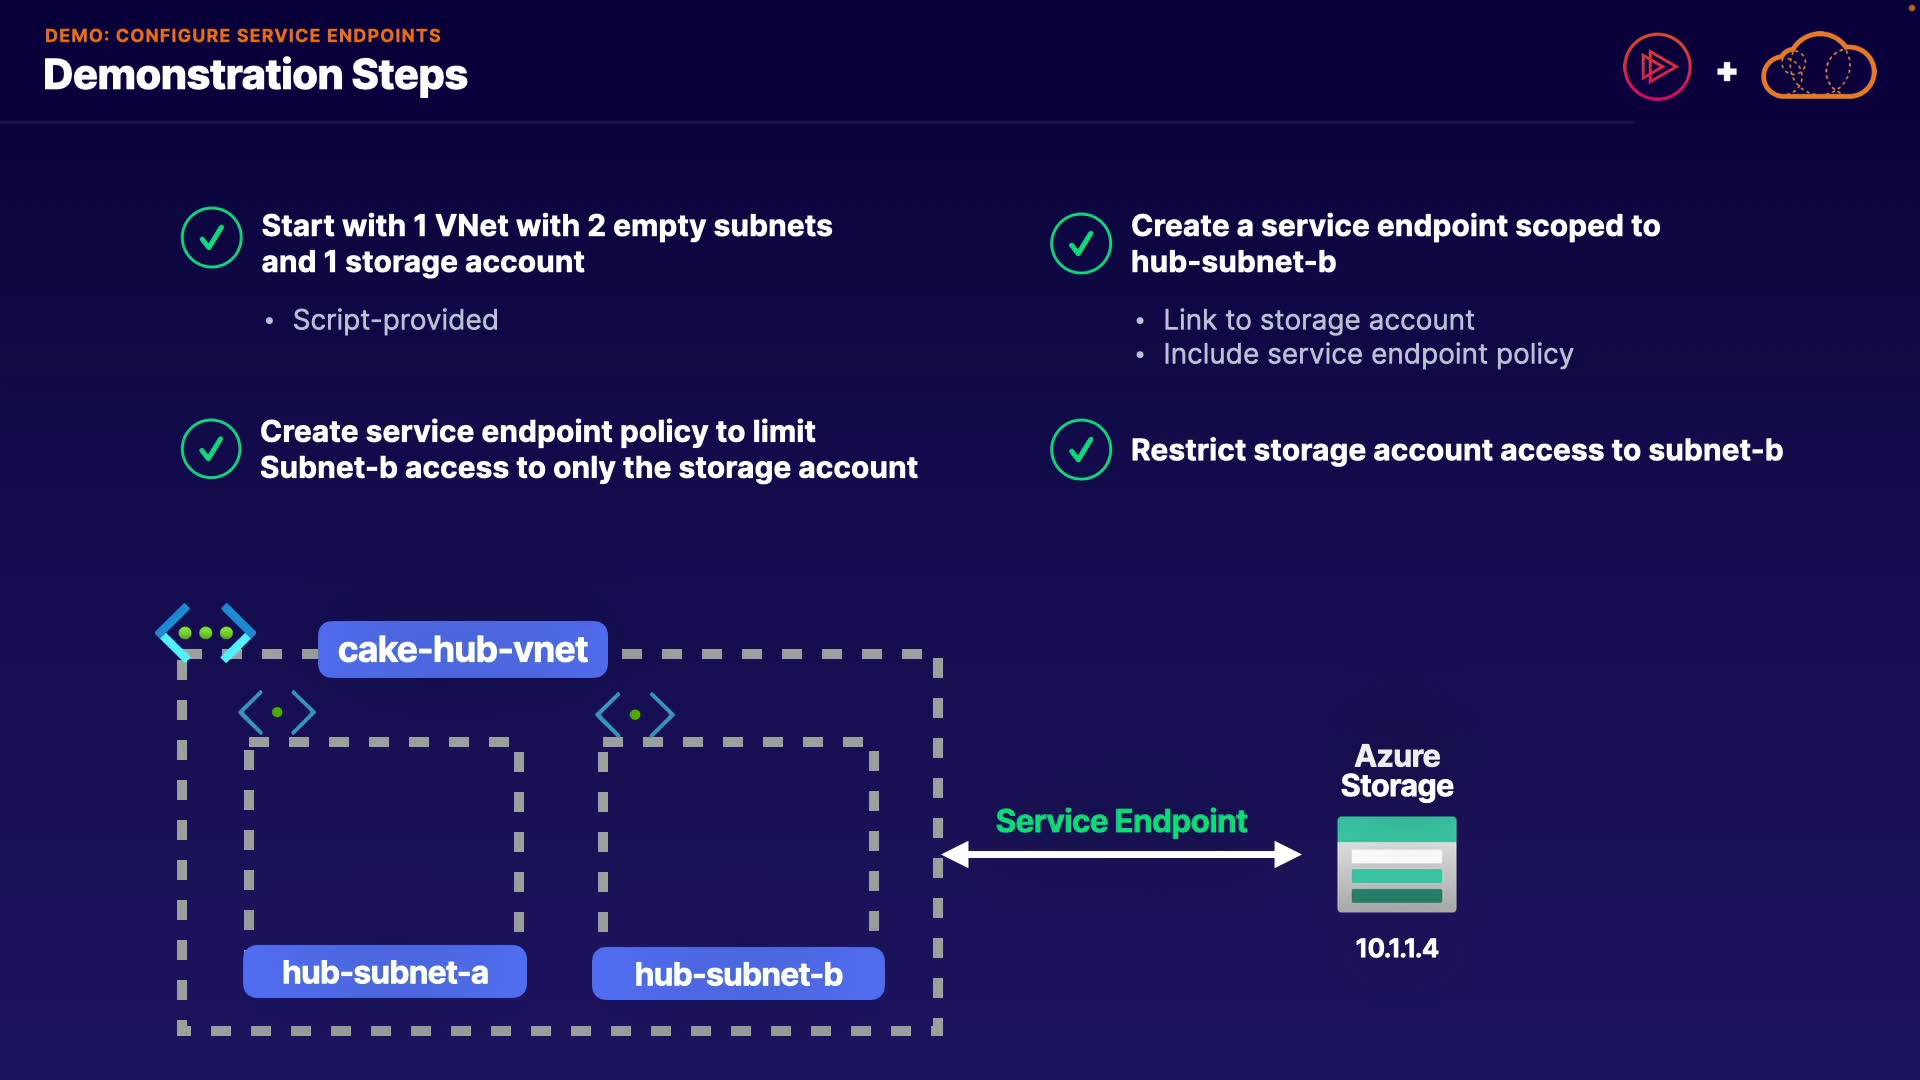 DEMO: CONFIGURE SERVICE ENDPOINTS
Demonstration Steps
Start with 1 VNet with 2 empty subnets
and 1 storage account
• Script-provided
Create service endpoint policy to limit
Subnet-b access to only the storage account
Create a service endpoint scoped to
hub-subnet-b
• Link to storage account
• Include service endpoint policy
Restrict storage account access to subnet-b
cake-hub-vnet
hub-subnet-a
hub-subnet-b
Service Endpoint
Azure
Storage
10.1.1.4